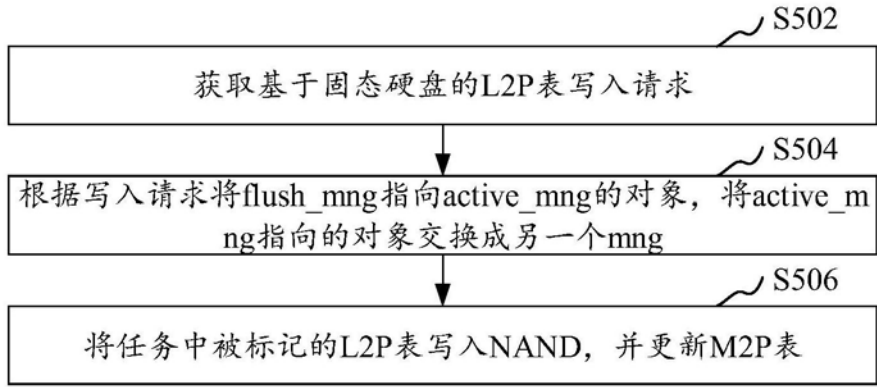 S502
获取基于固态硬盘的L2P表写入请求
S504
根据写入请求将flush_mng指向active_mng的对象，将active_m
ng指向的对象交换成另一个mng
S506
将任务中被标记的L2P表写入NAND，并更新M2P表